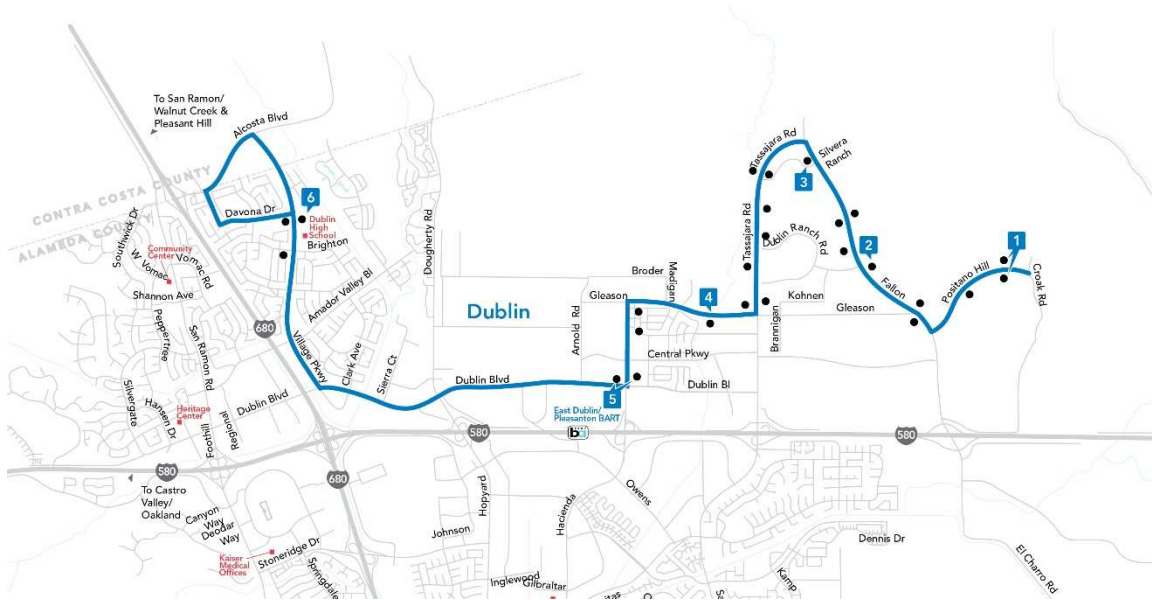 To San Ramon/
Walnut Creek &
Pleasant Hill
Alcosta Blvd
CONTRA COSTA COUNTY
ALAMEDA COUNTY
Davona Dr
6
Dublin
High
School
Brighton
Southwick Dr
Community
Center
W Vomac
Vomac Rd
Shannon Ave
Peppertree
San Ramon Rd
Amador Valley Bl
Village Pkwy
Clark Ave
Sierra Ct
Dougherty Rd
680
Silvergate
Hansen Dr
Heritage
Center
Foothill
Regional
Dublin Blvd
Dublin
Dublin Blvd
Broder
Madigan
Gleason
Arnold Rd
4
Central Pkwy
Dublin Bl
5
East Dublin/
Pleasanton BART
ba
Tassajara Rd
Silvera
Ranch
3
Tassajara Rd
Dublin Ranch Rd
2
Fallon
Kohnen
Gleason
Brannigan
1
Positano Hill
Croak Rd
580
580
580
680
To Castro
Valley/
Oakland
Canyon
Way
Deodar
Way
Kaiser
Medical
Offices
Stoneridge Dr
Springdale
Johnson
Hopyard
Hacienda
Owens
Inglewood
Gibraltar
Kamp
Dennis Dr
El Charro Rd